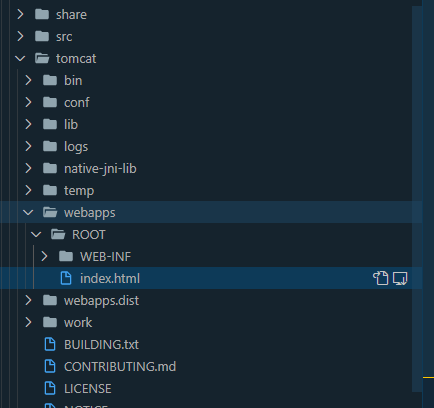 share
src
tomcat
bin
conf
lib
logs
native-jni-lib
temp
webapps
ROOT
WEB-INF
index.html
webapps.dist
work
BUILDING.txt
CONTRIBUTING.md
LICENSE
NOTICE